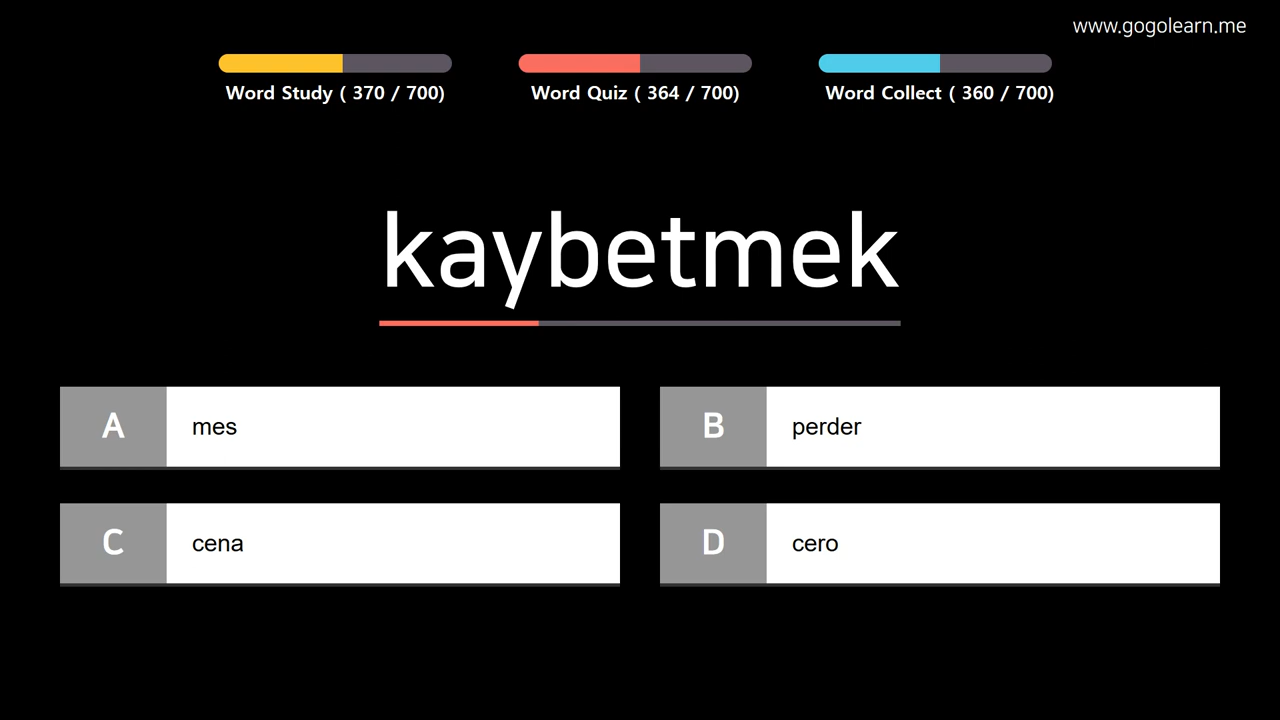 www.gogolearn.me
Word Study ( 370 / 700)
Word Quiz ( 364 / 700)
Word Collect ( 360 / 700)
kaybetmek
A mes
B perder
C cena
D cero